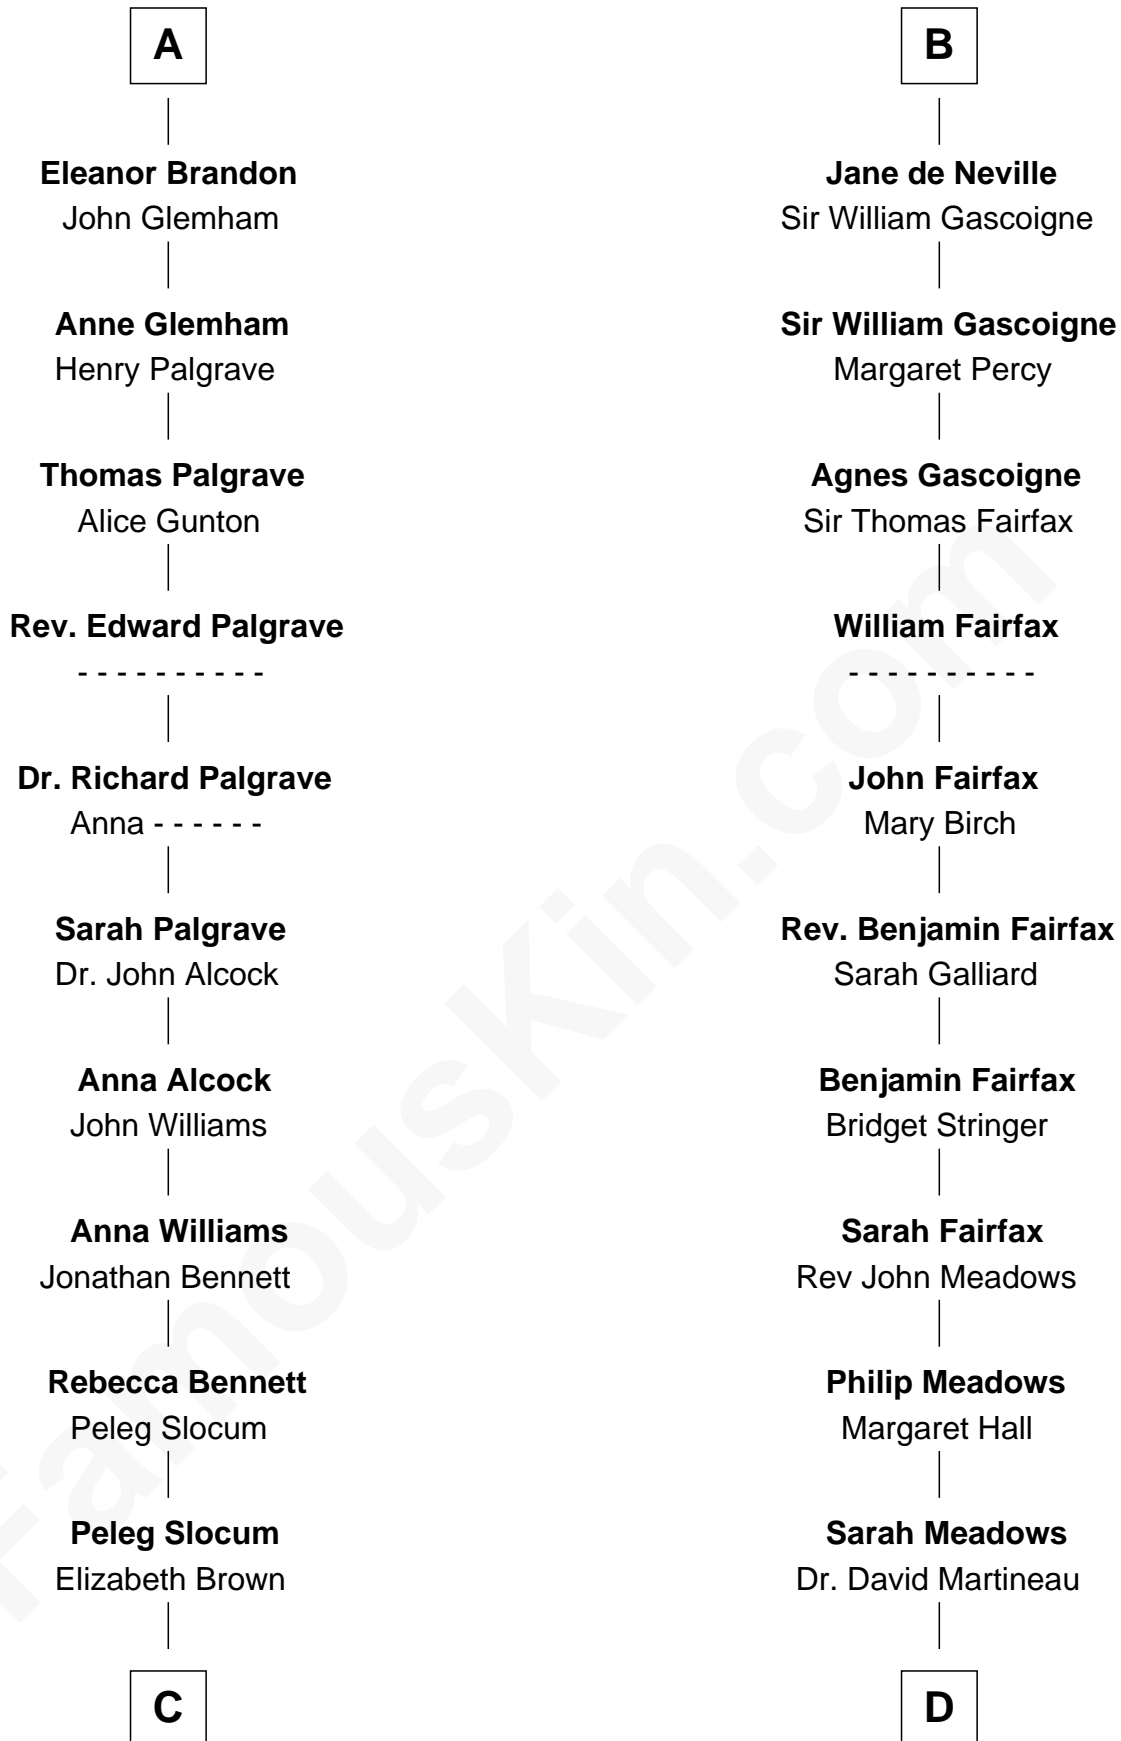 A
Eleanor Brandon
John Glemham
Anne Glemham
Henry Palgrave
Thomas Palgrave
Alice Gunton
Rev. Edward Palgrave
- - - - - - - - - -
Dr. Richard Palgrave
Anna - - - - - -
Sarah Palgrave
Dr. John Alcock
Anna Alcock
John Williams
Anna Williams
Jonathan Bennett
Rebecca Bennett
Peleg Slocum
Peleg Slocum
Elizabeth Brown
C
B
Jane de Neville
Sir William Gascoigne
Sir William Gascoigne
Margaret Percy
Agnes Gascoigne
Sir Thomas Fairfax
William Fairfax
- - - - - - - - - -
John Fairfax
Mary Birch
Rev. Benjamin Fairfax
Sarah Galliard
Benjamin Fairfax
Bridget Stringer
Sarah Fairfax
Rev John Meadows
Philip Meadows
Margaret Hall
Sarah Meadows
Dr. David Martineau
D
FamousKin.com